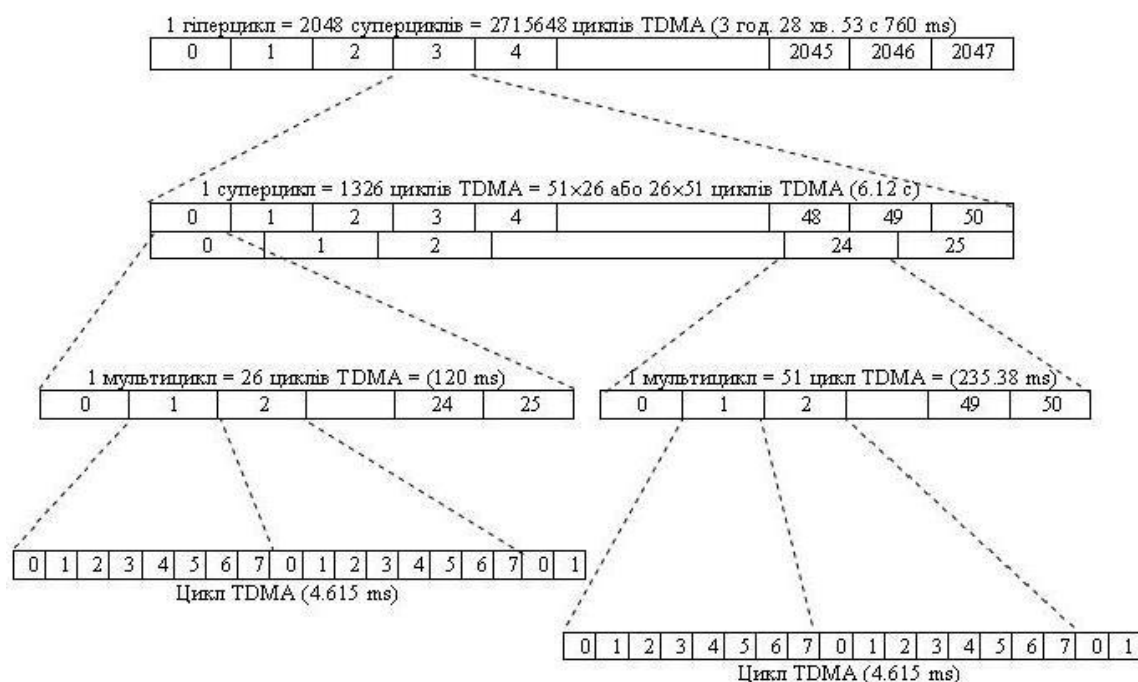 1 гіперцикл = 2048 суперциклів = 2715648 циклів TDMA (3 год. 28 хв. 53 с 760 ms)
0 1 2 3 4 2045 2046 2047
1 суперцикл = 1326 циклів TDMA = 51×26 або 26×51 циклів TDMA (6.12 с)
0 1 2 3 4 48 49 50
0 1 2 24 25
1 мультицикл = 26 циклів TDMA = (120 ms)
0 1 2 24 25
1 мультицикл = 51 цикл TDMA = (235.38 ms)
0 1 2 49 50
0 1 2 3 4 5 6 7 0 1 2 3 4 5 6 7 0 1
Цикл TDMA (4.615 ms)
0 1 2 3 4 5 6 7 0 1 2 3 4 5 6 7 0 1
Цикл TDMA (4.615 ms)